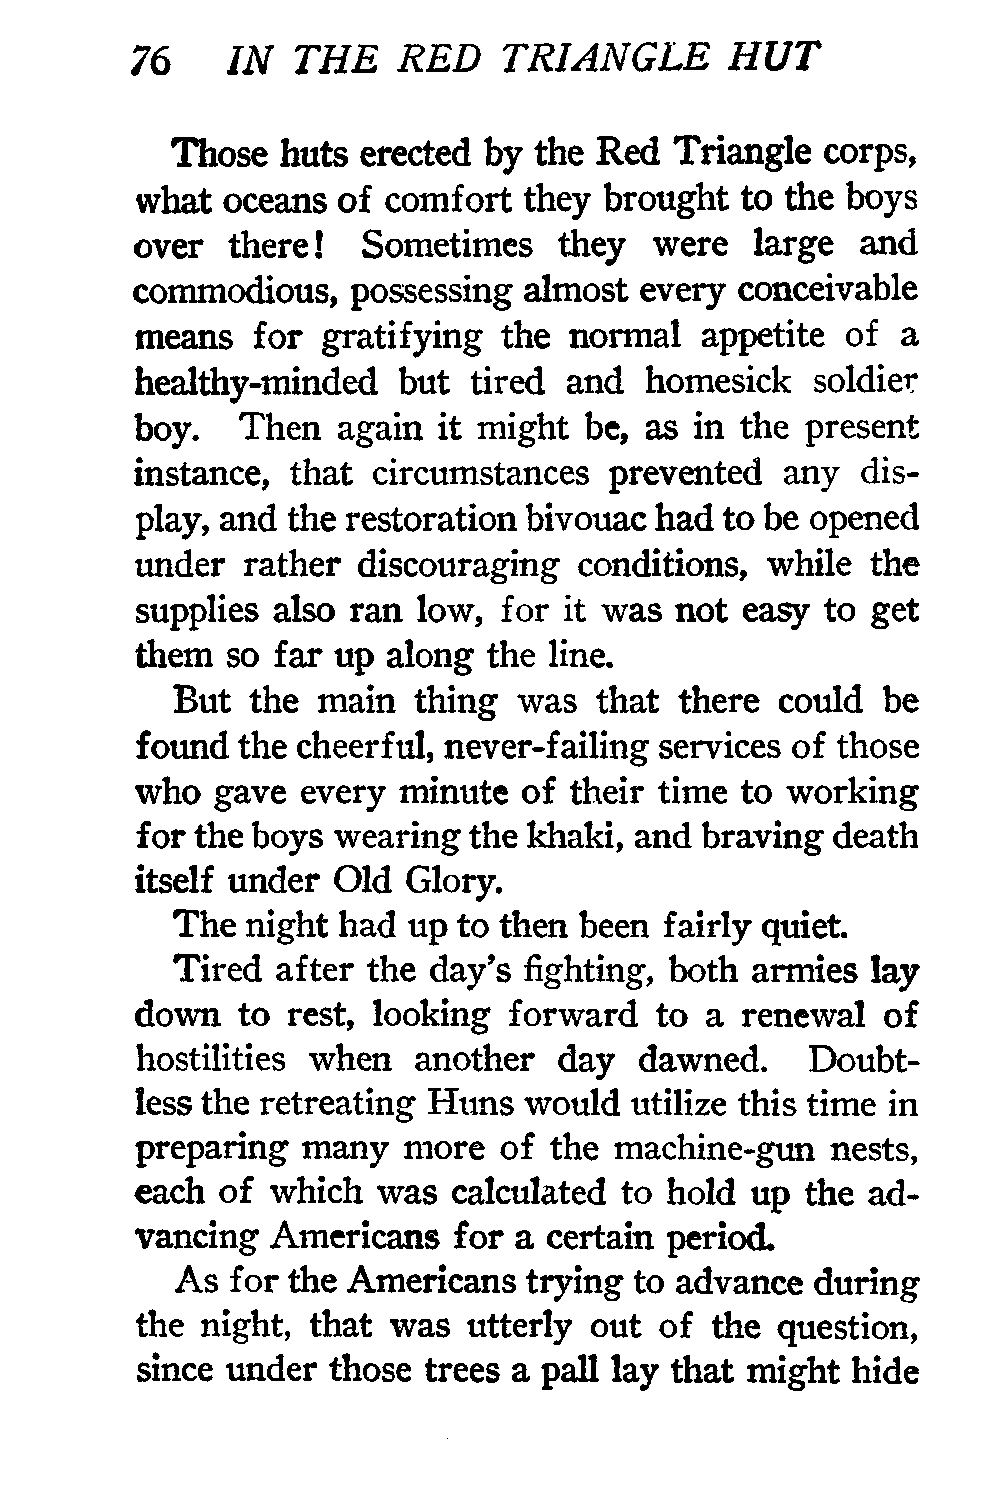 76 IN THE RED TRIANGLE HUT
Those huts erected by the Red Triangle corps,
what oceans of comfort they brought to the boys
over there! Sometimes they were large and
commodious, possessing almost every conceivable
means for gratifying the normal appetite of a
healthy-minded but tired and homesick soldier
boy. Then again it might be, as in the present
instance, that circumstances prevented any dis-
play, and the restoration bivouac had to be opened
under rather discouraging conditions, while the
supplies also ran low, for it was not easy to get
them so far up along the line.
But the main thing was that there could be
found the cheerful, never-failing services of those
who gave every minute of their time to working
for the boys wearing the khaki, and braving death
itself under Old Glory.
The night had up to then been fairly quiet.
Tired after the day's fighting, both armies lay
down to rest, looking forward to a renewal of
hostilities when another day dawned. Doubt-
less the retreating Huns would utilize this time in
preparing many more of the machine-gun nests,
each of which was calculated to hold up the ad-
vancing Americans for a certain period.
As for the Americans trying to advance during
the night, that was utterly out of the question,
since under those trees a pall lay that might hide